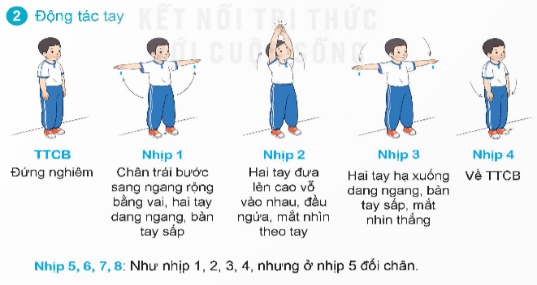 2 Động tác tay
KẾT NỐI TRI THỨC
VỚI CUỘC SỐNG
TTCB
Đứng nghiêm
Nhịp 1
Chân trái bước
sang ngang rộng
bằng vai, hai tay
dang ngang, bàn
tay sấp
Nhịp 2
Hai tay đưa
lên cao vỗ
vào nhau, đầu
ngửa, mắt nhìn
theo tay
Nhịp 3
Hai tay hạ xuống
dang ngang, bàn
tay sấp, mắt
nhìn thẳng
Nhịp 4
Về TTCB
Nhịp 5, 6, 7, 8: Như nhịp 1, 2, 3, 4, nhưng ở nhịp 5 đổi chân.